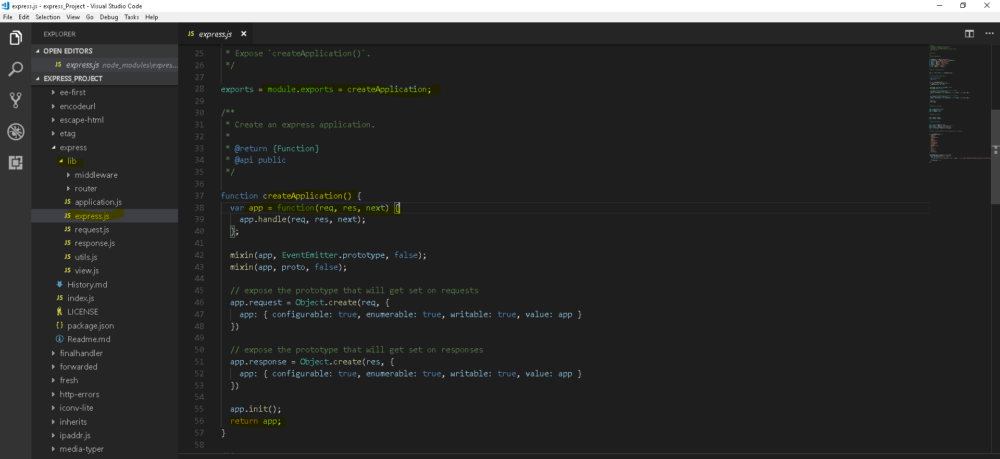 express.js - express_Project - Visual Studio Code
File Edit Selection View Go Debug Tasks Help
EXPLORER
OPEN EDITORS
JS express.js node_modules\expres...
EXPRESS_PROJECT
ee-first
encodeurl
escape-html
etag
express
lib
middleware
router
JS application.js
JS express.js
JS request.js
JS response.js
JS utils.js
JS view.js
History.md
JS index.js
LICENSE
{} package.json
Readme.md
finalhandler
forwarded
fresh
http-errors
iconv-lite
inherits
ipaddr.js
media-typer
JS express.js
25 * Expose `createApplication()`.
26 */
27
28 exports = module.exports = createApplication;
29
30 /**
31 * Create an express application.
32 *
33 * @return {Function}
34 * @api public
35 */
36
37 function createApplication() {
38 var app = function(req, res, next) {
39 app.handle(req, res, next);
40 };
41
42 mixin(app, EventEmitter.prototype, false);
43 mixin(app, proto, false);
44
45 // expose the prototype that will get set on requests
46 app.request = Object.create(req, {
47 app: { configurable: true, enumerable: true, writable: true, value: app }
48 })
49
50 // expose the prototype that will get set on responses
51 app.response = Object.create(res, {
52 app: { configurable: true, enumerable: true, writable: true, value: app }
53 })
54
55 app.init();
56 return app;
57 }
58